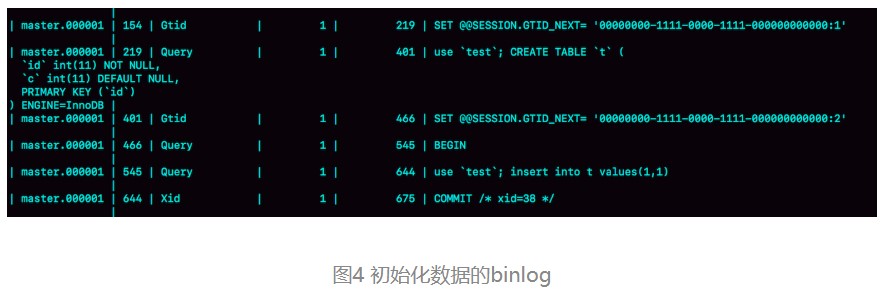 |
| master.000001 | 154 | Gtid | 1 | 219 | SET @@SESSION.GTID_NEXT= '00000000-1111-0000-1111-000000000000:1'
|
| master.000001 | 219 | Query | 1 | 401 | use `test`; CREATE TABLE `t` (
`id` int(11) NOT NULL,
`c` int(11) DEFAULT NULL,
PRIMARY KEY (`id`)
) ENGINE=InnoDB |
| master.000001 | 401 | Gtid | 1 | 466 | SET @@SESSION.GTID_NEXT= '00000000-1111-0000-1111-000000000000:2'
|
| master.000001 | 466 | Query | 1 | 545 | BEGIN
|
| master.000001 | 545 | Query | 1 | 644 | use `test`; insert into t values(1,1)
|
| master.000001 | 644 | Xid | 1 | 675 | COMMIT /* xid=38 */
|
图4 初始化数据的binlog